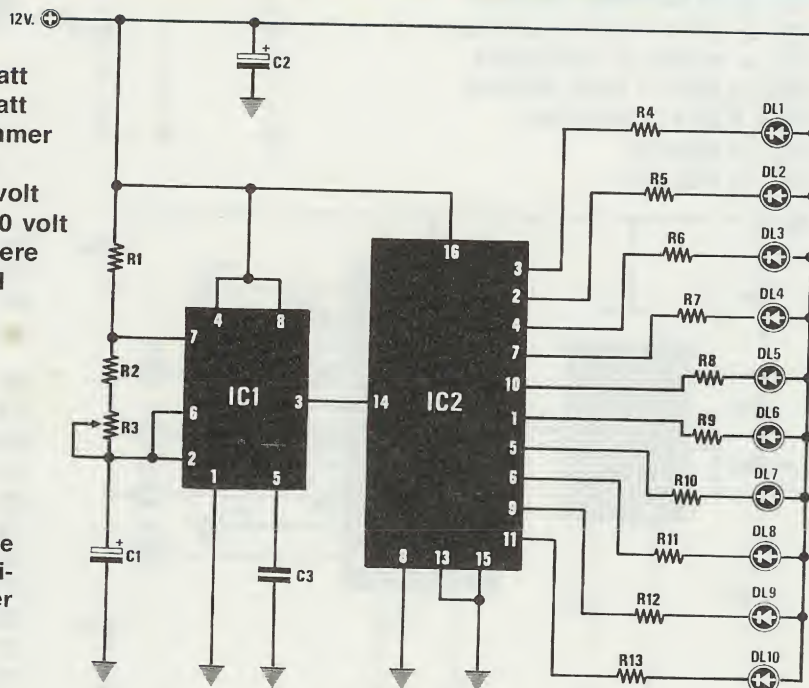 12V.
C2
att
att
nmer
volt
0 volt
ere
R1
R2
R3
C1
e
er
4 8
7
6
2
IC1
3
1 5
C3
16
14
IC2
3
2
4
7
10
1
5
6
9
11
8 13 15
R4 DL1
R5 DL2
R6 DL3
R7 DL4
R8 DL5
R9 DL6
R10 DL7
R11 DL8
R12 DL9
R13 DL10